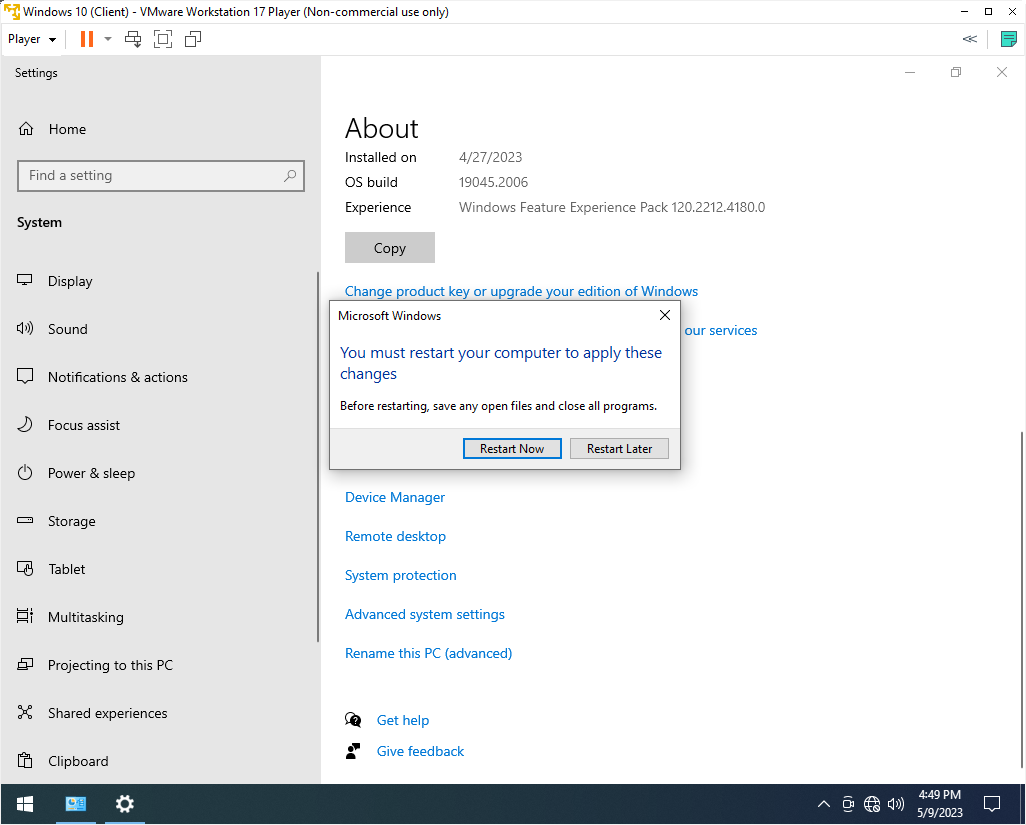 Windows 10 (Client) - VMware Workstation 17 Player (Non-commercial use only)
Player
Settings
Home
Find a setting
System
Display
Sound
Notifications & actions
Focus assist
Power & sleep
Storage
Tablet
Multitasking
Projecting to this PC
Shared experiences
Clipboard
About
Installed on 4/27/2023
OS build 19045.2006
Experience Windows Feature Experience Pack 120.2212.4180.0
Copy
Change product key or upgrade your edition of Windows
our services
Microsoft Windows
You must restart your computer to apply these
changes
Before restarting, save any open files and close all programs.
Restart Now Restart Later
Device Manager
Remote desktop
System protection
Advanced system settings
Rename this PC (advanced)
Get help
Give feedback
4:49 PM
5/9/2023